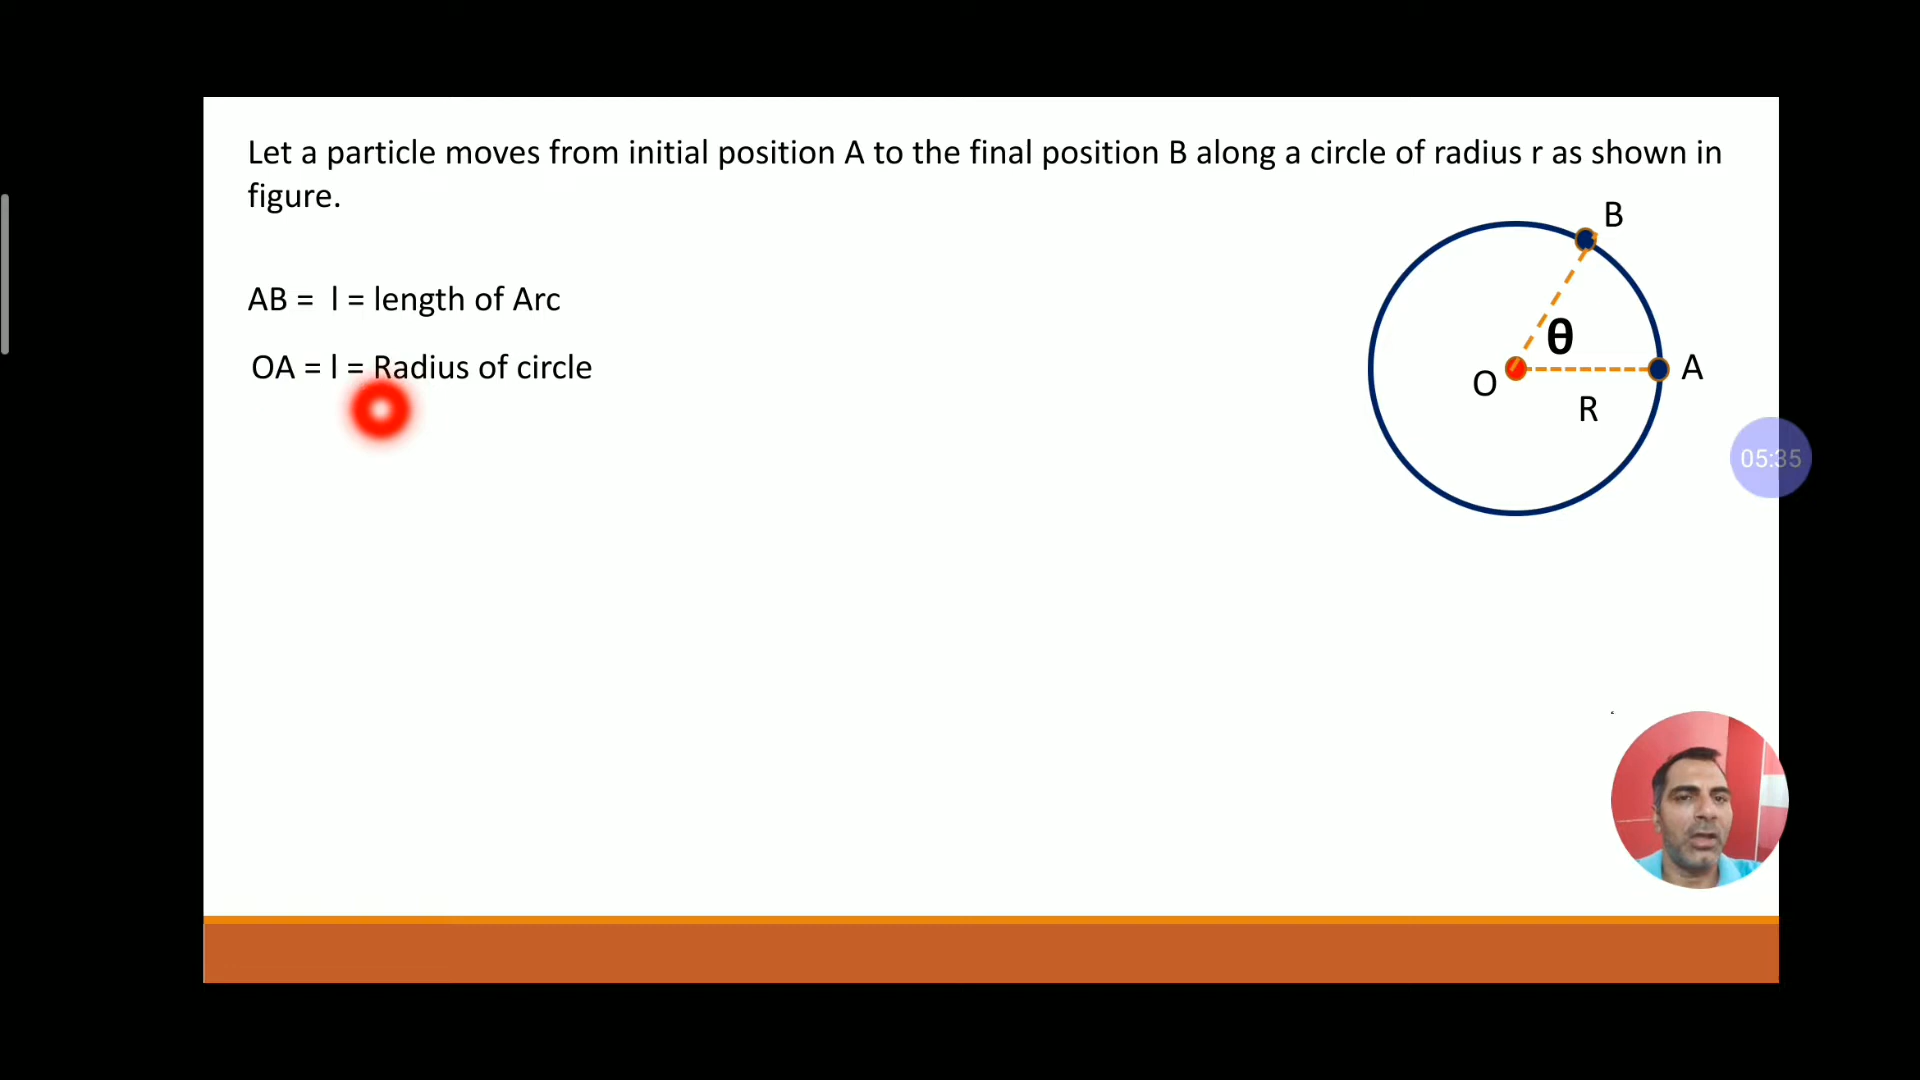 Let a particle moves from initial position A to the final position B along a circle of radius r as shown in
figure.
B
AB = l = length of Arc
θ
OA = l = Radius of circle
A
O
R
05:35